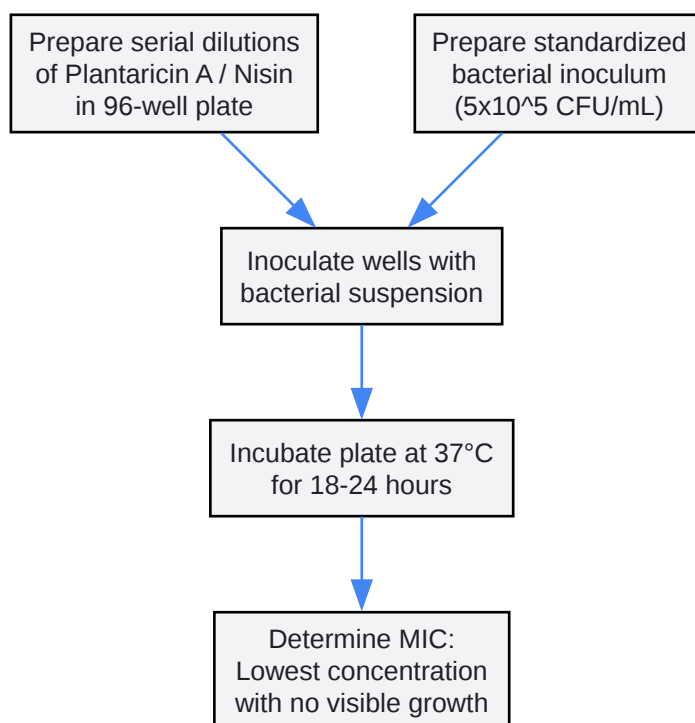 Prepare serial dilutions
of Plantaricin A / Nisin
in 96-well plate
Prepare standardized
bacterial inoculum
(5x10^5 CFU/mL)
Inoculate wells with
bacterial suspension
Incubate plate at 37°C
for 18-24 hours
Determine MIC:
Lowest concentration
with no visible growth